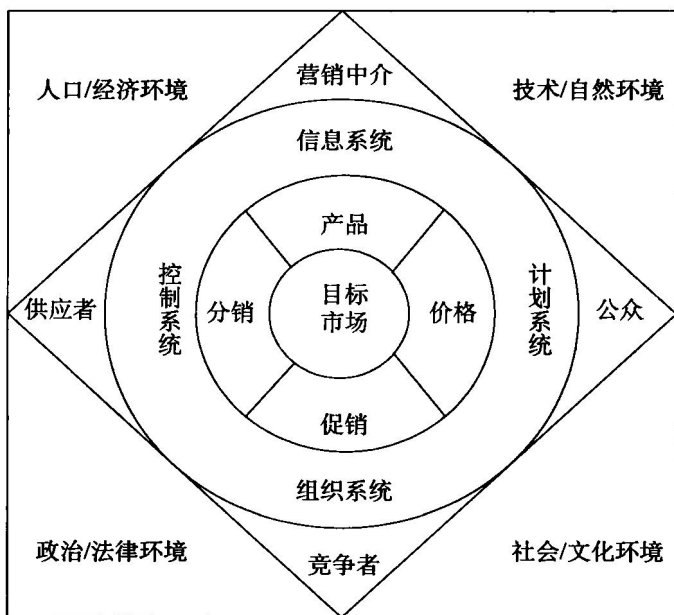 营销中介
人口/经济环境
技术/自然环境
信息系统
产品
控制系统
分销
目标
市场
价格
计划系统
供应者
公众
促销
组织系统
政治/法律环境
竞争者
社会/文化环境